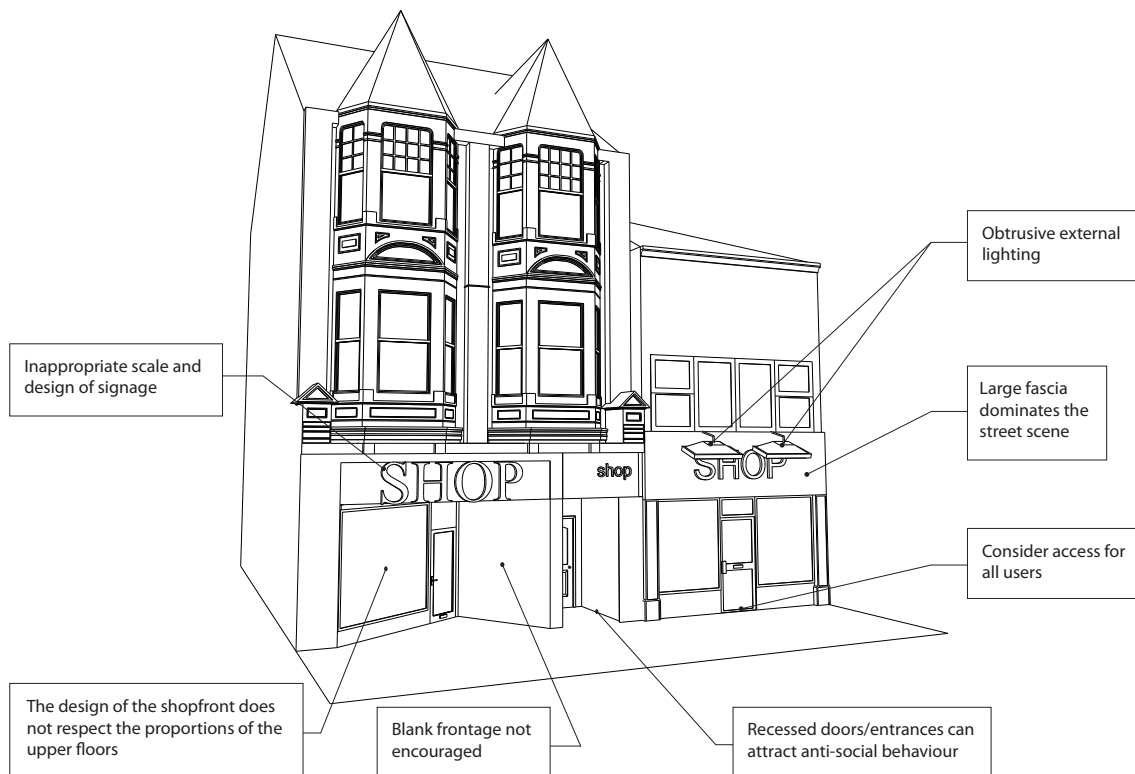 Obtrusive external
lighting
Inappropriate scale and
design of signage
Large fascia
dominates the
street scene
SHOP
shop
SHOP
Consider access for
all users
The design of the shopfront does
not respect the proportions of the
upper floors
Blank frontage not
encouraged
Recessed doors/entrances can
attract anti-social behaviour